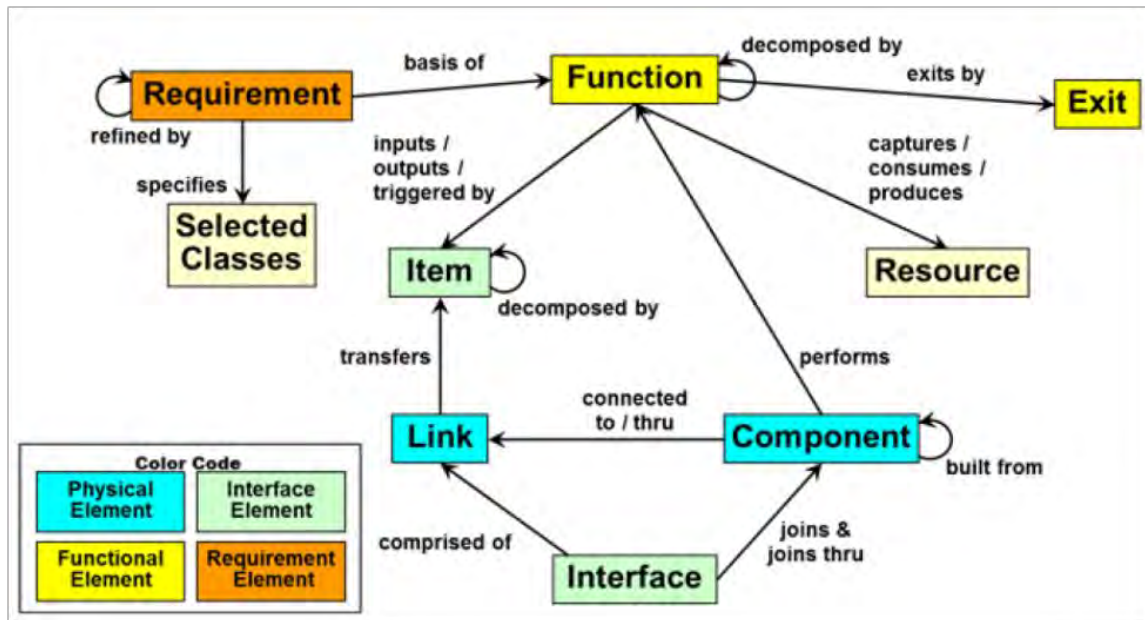 decomposed by
basis of
Function
exits by
Requirement
Exit
refined by
inputs /
outputs /
triggered by
captures /
consumes /
produces
specifies
Selected
Classes
Item
Resource
decomposed by
transfers
performs
connected
to / thru
Link
Component
built from
Color Code
Physical
Element
Interface
Element
Functional
Element
Requirement
Element
comprised of
joins &
joins thru
Interface